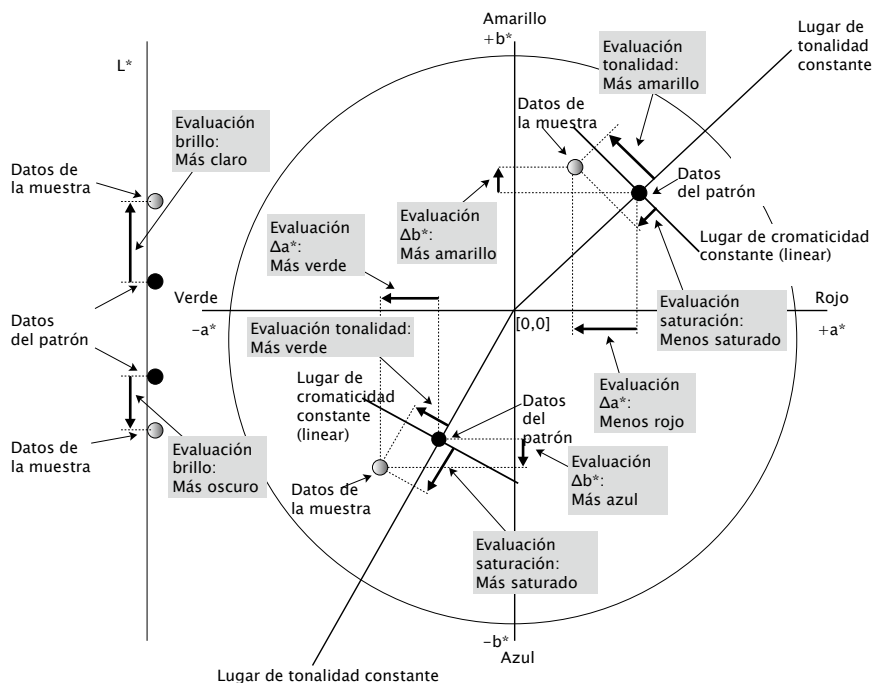 Amarillo
+b*
Lugar de
tonalidad
constante
L*
Evaluación
tonalidad:
Más amarillo
Datos de
la muestra
Evaluación
brillo:
Más claro
Datos de
la muestra
Datos
del patrón
Evaluación
Δb*:
Más amarillo
Evaluación
Δa*:
Más verde
Lugar de cromaticidad
constante (linear)
Verde
-a*
[0,0]
Rojo
+a*
Evaluación
saturación:
Menos saturado
Datos
del patrón
Evaluación tonalidad:
Más verde
Lugar de
cromaticidad
constante
(linear)
Evaluación
Δa*:
Menos rojo
Datos
del
patrón
Datos de
la muestra
Evaluación
brillo:
Más oscuro
Evaluación
Δb*:
Más azul
Datos de
la muestra
Evaluación
saturación:
Más saturado
-b*
Azul
Lugar de tonalidad constante